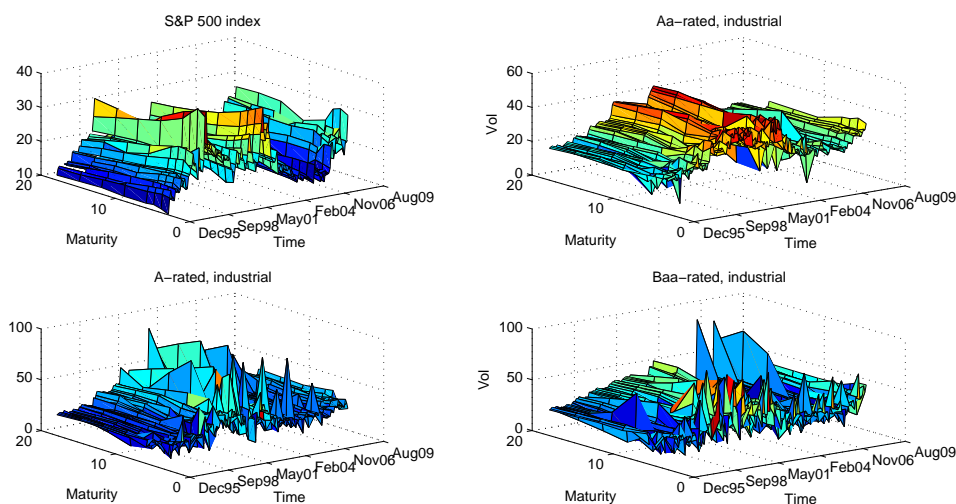 S&P 500 index
40
30
20
10
20
10
0
Maturity
Dec95
Sep98
May01
Feb04
Nov06
Aug09
Time
Aa−rated, industrial
Vol
60
40
20
0
20
10
0
Maturity
Dec95
Sep98
May01
Feb04
Nov06
Aug09
Time
A−rated, industrial
100
50
0
20
10
0
Maturity
Dec95
Sep98
May01
Feb04
Nov06
Aug09
Time
Baa−rated, industrial
Vol
100
50
0
20
10
0
Maturity
Dec95
Sep98
May01
Feb04
Nov06
Aug09
Time